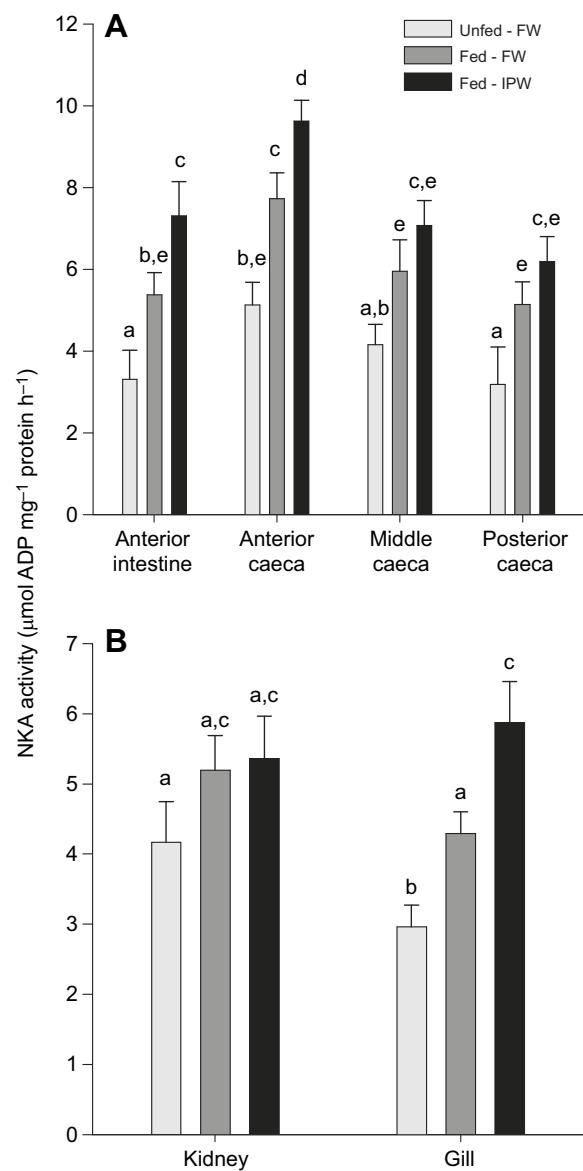 A
12
10
8
6
4
2
0
Unfed - FW
Fed - FW
Fed - IPW
a
b,e
c
b,e
c
d
a,b
e
c,e
a
e
c,e
Anterior
intestine
Anterior
caeca
Middle
caeca
Posterior
caeca
NKA activity (μmol ADP mg⁻¹ protein h⁻¹)
B
7
6
5
4
3
2
1
0
a
a,c
a,c
b
a
c
Kidney
Gill